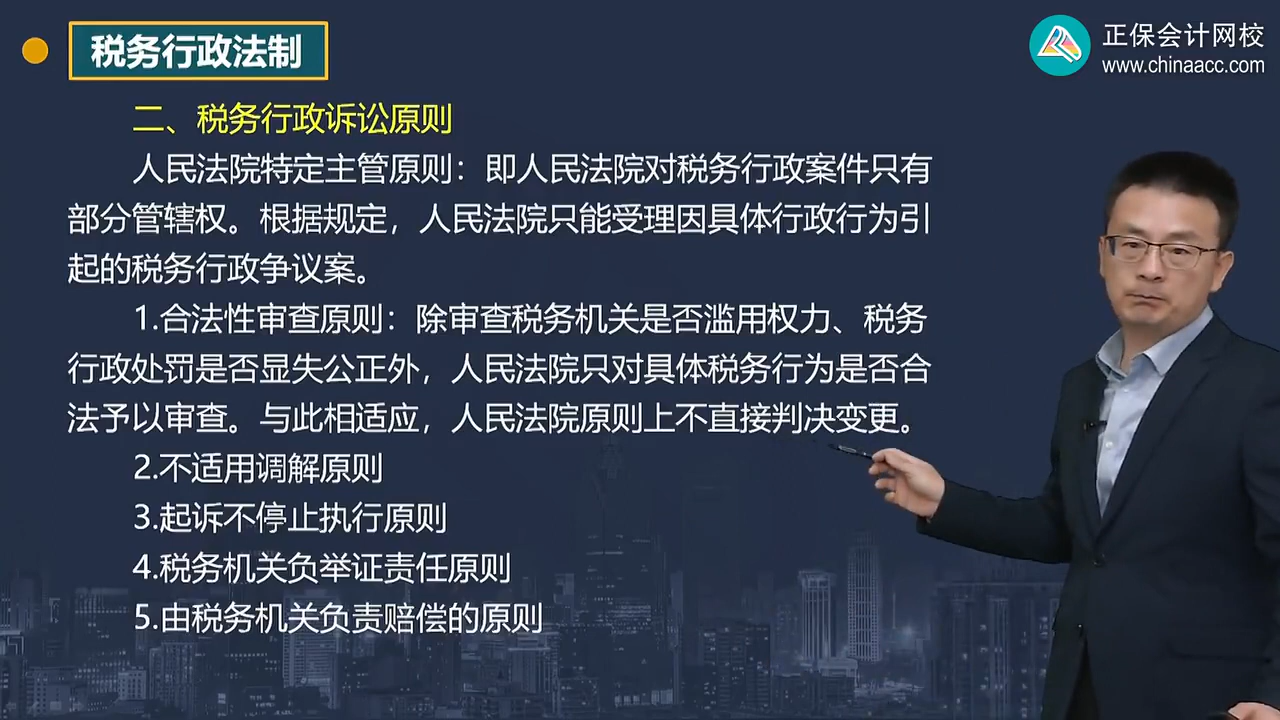 税务行政法制
正保会计网校
www.chinaacc.com
二、税务行政诉讼原则
人民法院特定主管原则：即人民法院对税务行政案件只有
部分管辖权。根据规定，人民法院只能受理因具体行政行为引
起的税务行政争议案。
1.合法性审查原则：除审查税务机关是否滥用权力、税务
行政处罚是否显失公正外，人民法院只对具体税务行为是否合
法予以审查。与此相适应，人民法院原则上不直接判决变更。
2.不适用调解原则
3.起诉不停止执行原则
4.税务机关负举证责任原则
5.由税务机关负责赔偿的原则